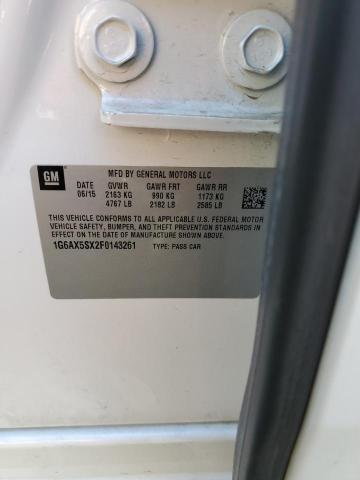 GM
MFD BY GENERAL MOTORS LLC
DATE GVWR GAWR FRT GAWR RR
06/15 2163 KG 990 KG 1173 KG
4767 LB 2182 LB 2585 LB
THIS VEHICLE CONFORMS TO ALL APPLICABLE U.S. FEDERAL MOTOR
VEHICLE SAFETY, BUMPER, AND THEFT PREVENTION STANDARDS
IN EFFECT ON THE DATE OF MANUFACTURE SHOWN ABOVE.
1G6AX5SX2F0143261 TYPE: PASS CAR